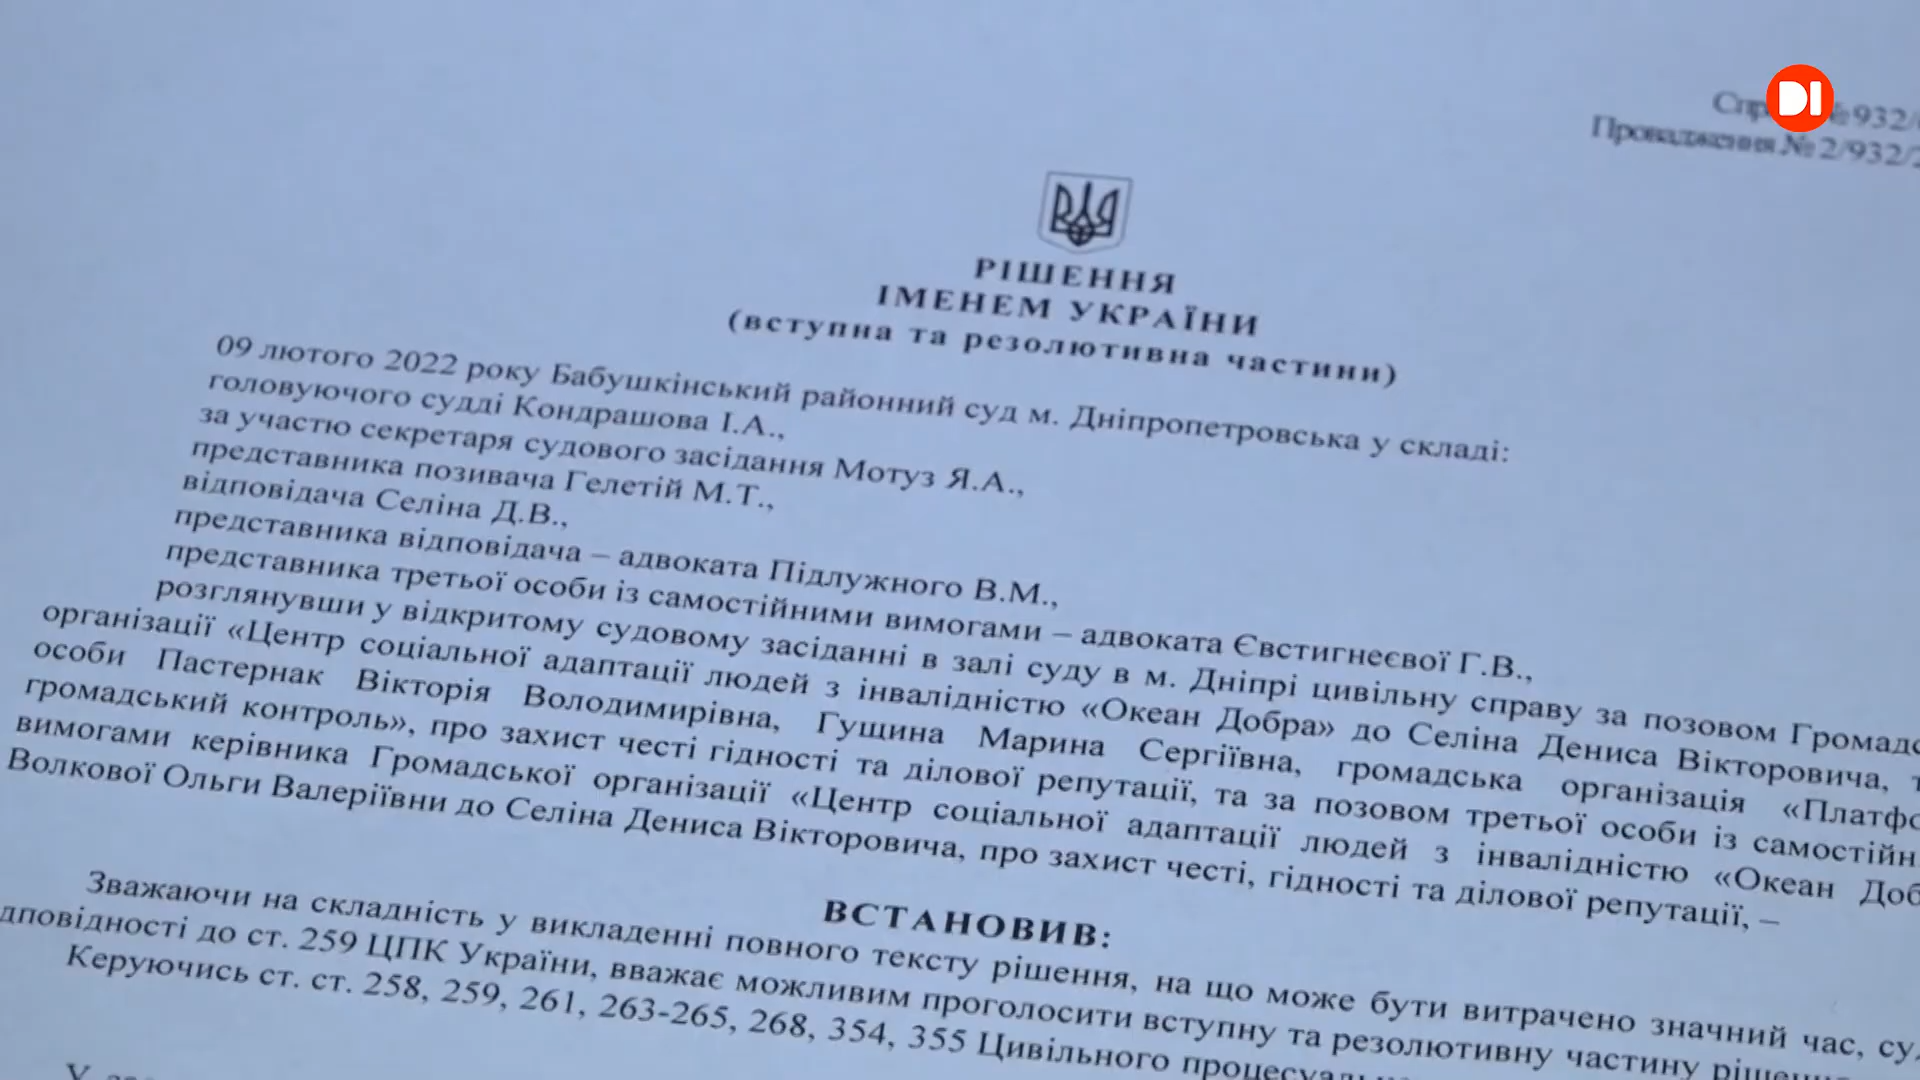 DI
№ 932/
Провадження № 2/932/2
РІШЕННЯ
ІМЕНЕМ УКРАЇНИ
(вступна та резолютивна частини)
09 лютого 2022 року Бабушкінський районний суд м. Дніпропетровська у складі:
головуючого судді Кондрашова І.А.,
за участю секретаря судового засідання Мотуз Я.А.,
представника позивача Гелетій М.Т.,
відповідача Селіна Д.В.,
представника відповідача – адвоката Підлужного В.М.,
представника третьої особи із самостійними вимогами – адвоката Євстигнеєвої Г.В.,
розглянувши у відкритому судовому засіданні в залі суду в м. Дніпрі цивільну справу за позовом Громадс
організації «Центр соціальної адаптації людей з інвалідністю «Океан Добра» до Селіна Дениса Вікторовича, т
особи Пастернак Вікторія Володимирівна, Гущина Марина Сергіївна, громадська організація «Платфо
громадський контроль», про захист честі гідності та ділової репутації, та за позовом третьої особи із самостійн
вимогами керівника Громадської організації «Центр соціальної адаптації людей з інвалідністю «Океан Доб
Волкової Ольги Валеріївни до Селіна Дениса Вікторовича, про захист честі, гідності та ділової репутації, –
ВСТАНОВИВ:
Зважаючи на складність у викладенні повного тексту рішення, на що може бути витрачено значний час, су
дповідності до ст. 259 ЦПК України, вважає можливим проголосити вступну та резолютивну частину рішення
Керуючись ст. ст. 258, 259, 261, 263-265, 268, 354, 355 Цивільного